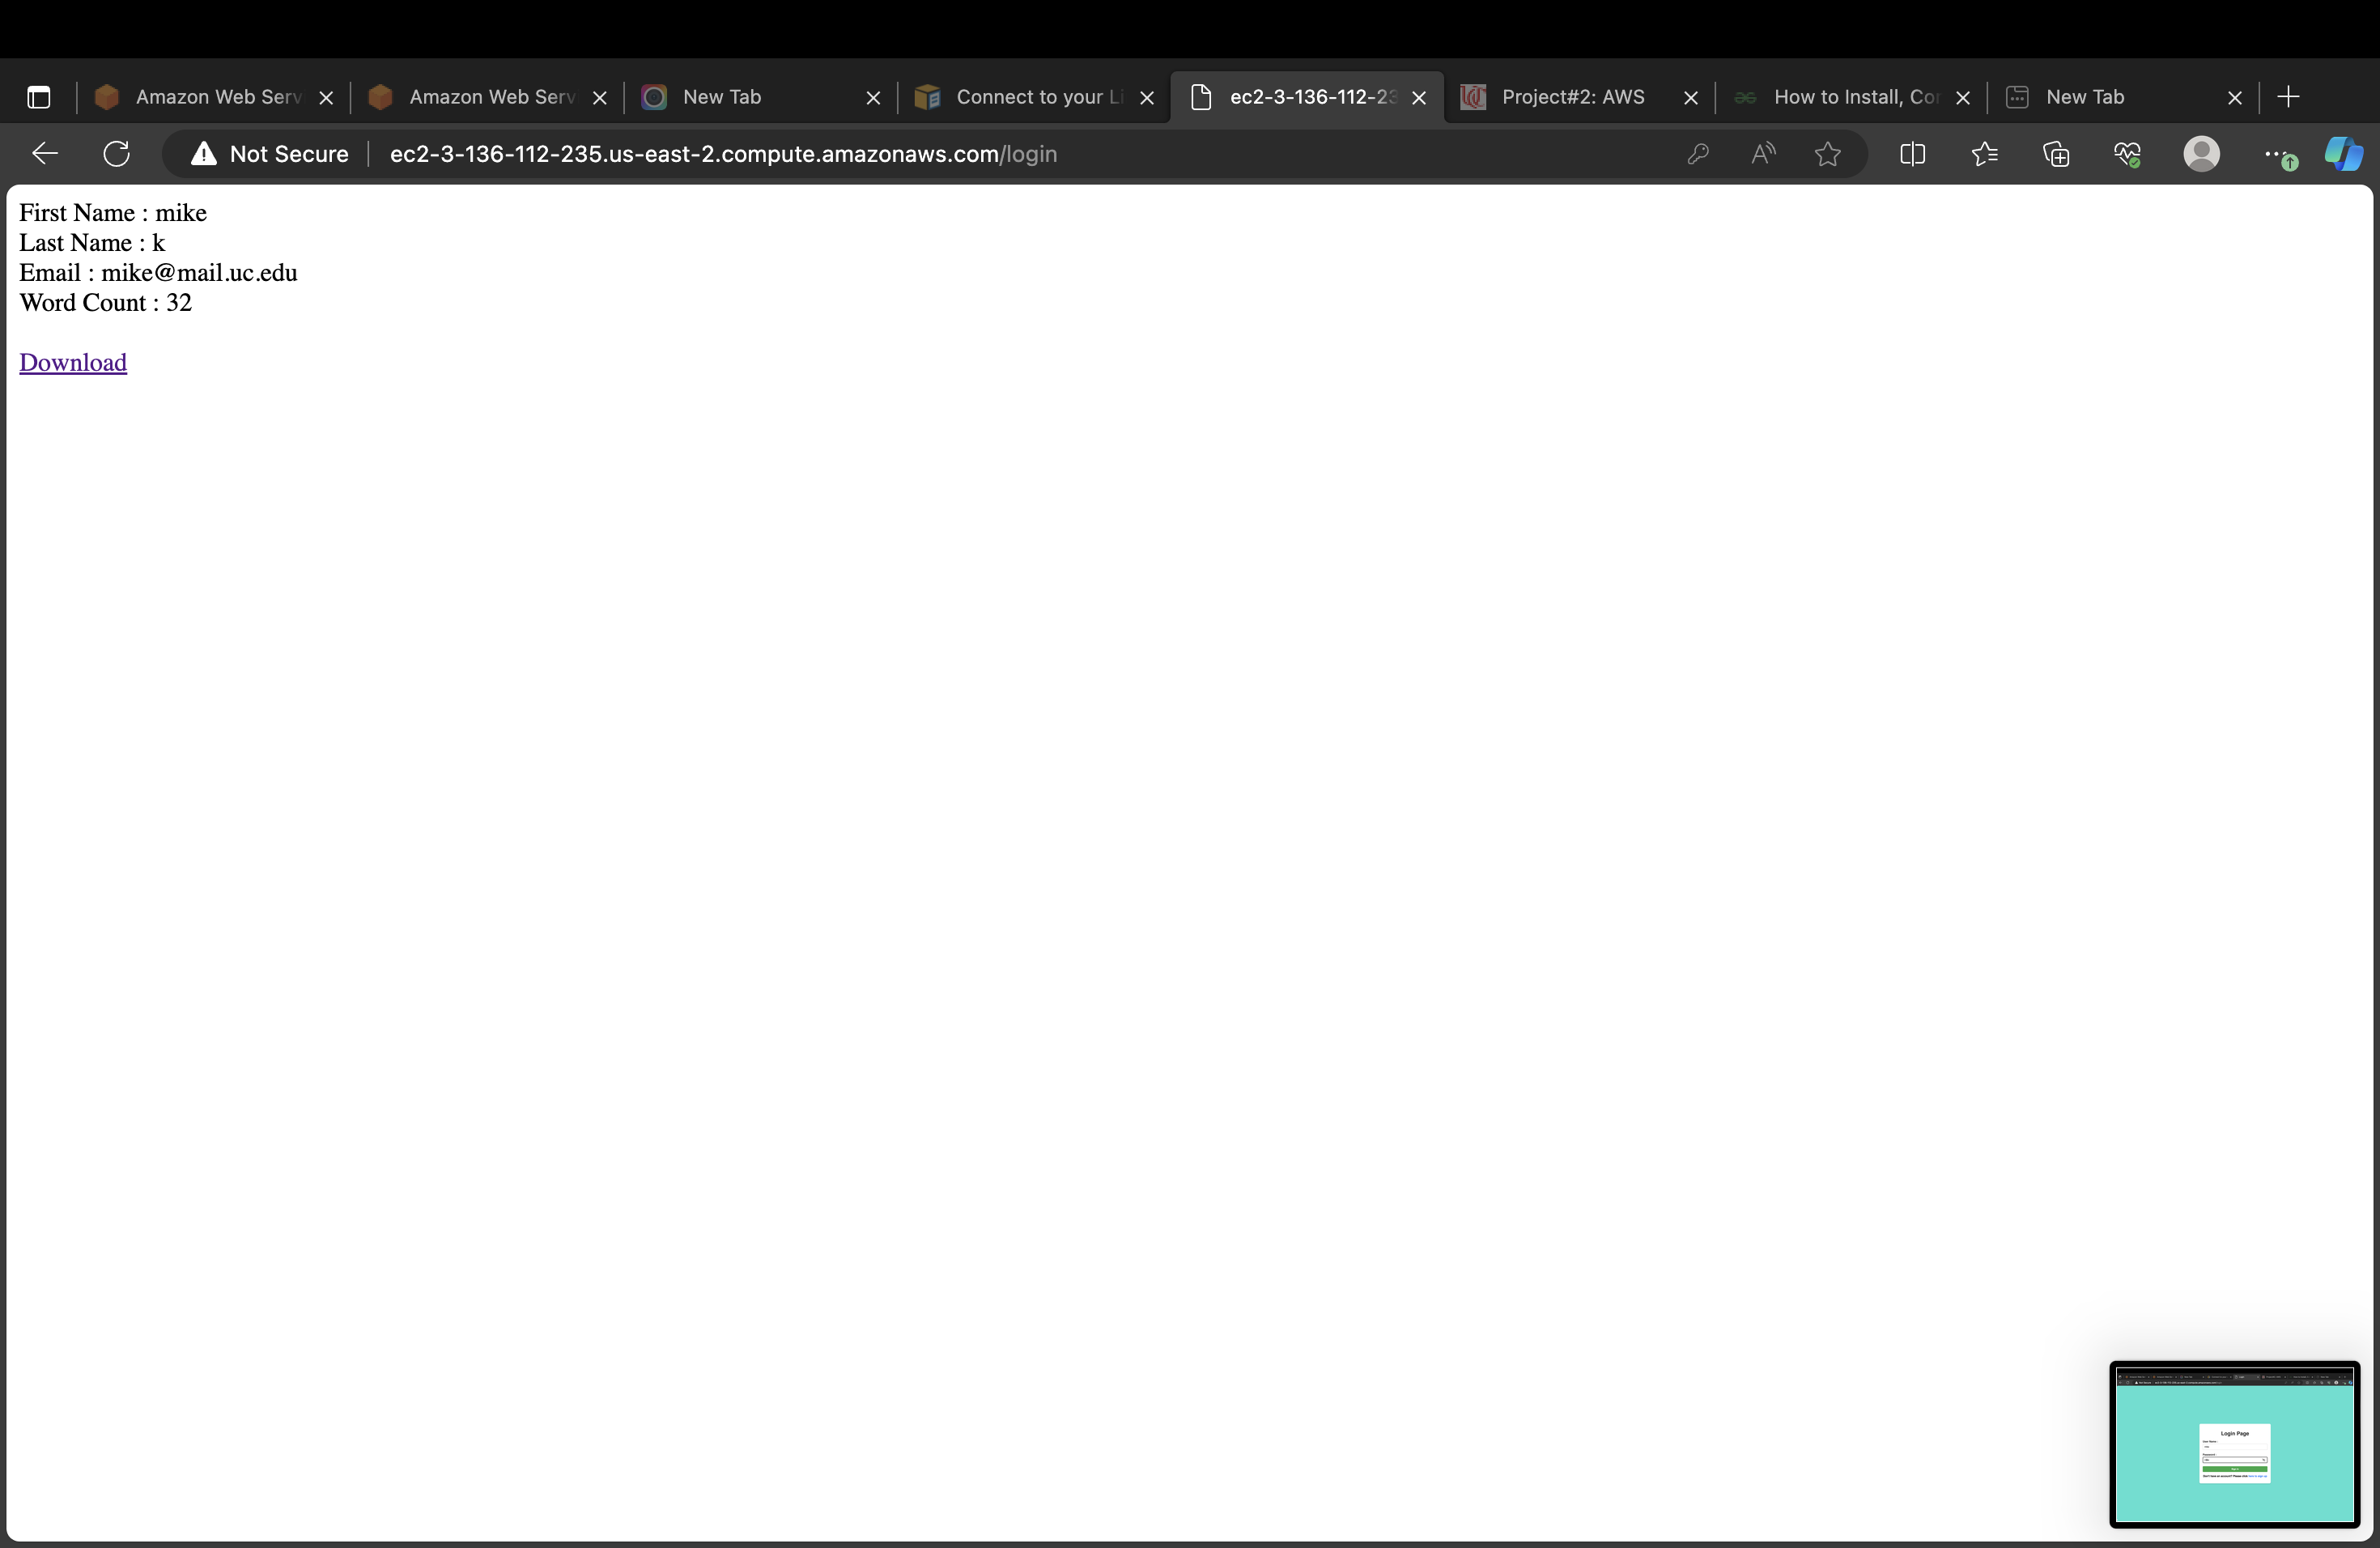 Amazon Web Serv
Amazon Web Serv
New Tab
Connect to your Li
ec2-3-136-112-23
Project#2: AWS
How to Install, Cor
New Tab
Not Secure
ec2-3-136-112-235.us-east-2.compute.amazonaws.com/login
First Name : mike
Last Name : k
Email : mike@mail.uc.edu
Word Count : 32
Download
Login Page